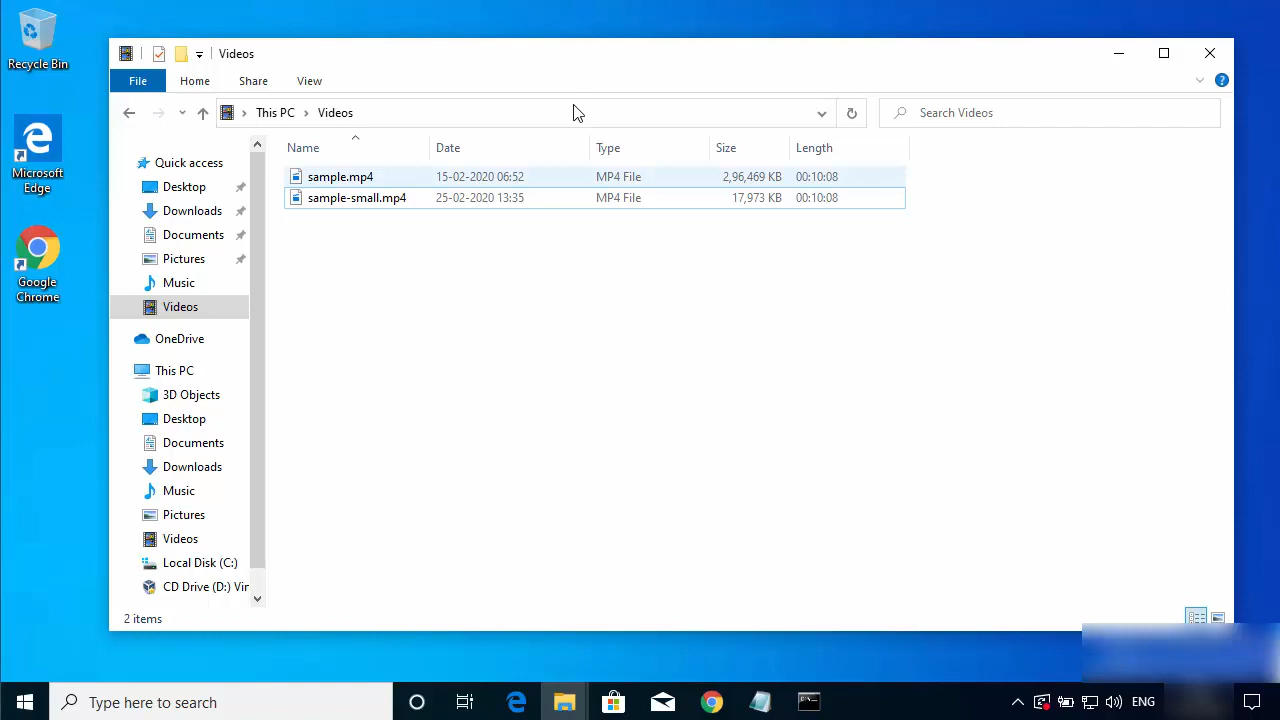 Recycle Bin
Microsoft
Edge
Google
Chrome
Videos
File Home Share View
This PC Videos
Search Videos
Name Date Type Size Length
sample.mp4 15-02-2020 06:52 MP4 File 2,96,469 KB 00:10:08
sample-small.mp4 25-02-2020 13:35 MP4 File 17,973 KB 00:10:08
Quick access
Desktop
Downloads
Documents
Pictures
Music
Videos
OneDrive
This PC
3D Objects
Desktop
Documents
Downloads
Music
Pictures
Videos
Local Disk (C:)
CD Drive (D:) Vir
2 items
Type here to search
ENG